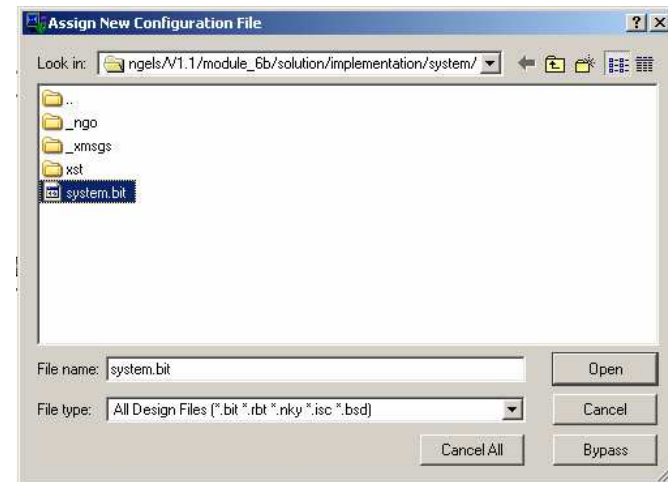 Assign New Configuration File
Look in: ngels/V1.1/module_6b/solution/implementation/system/
..
_ngo
_xmsgs
xst
system.bit
File name: system.bit
Open
File type: All Design Files (*.bit *.rbt *.nky *.isc *.bsd)
Cancel
Cancel All
Bypass